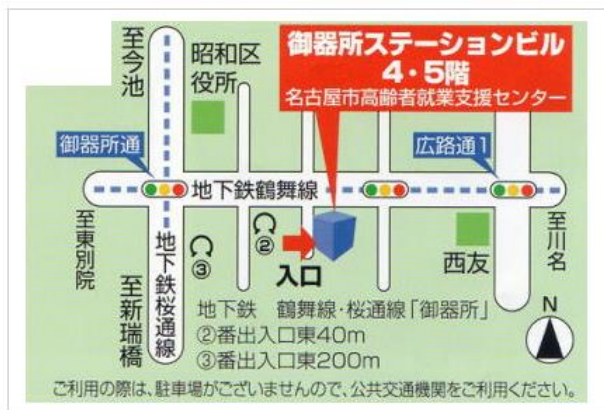 御器所ステーションビル
4・5階
名古屋市高齢者就業支援センター
至今池
昭和区
役所
御器所通
広路通1
地下鉄鶴舞線
至東別院
至新瑞橋
地下鉄桜通線
③
②
入口
西友
至川名
N
地下鉄 鶴舞線・桜通線「御器所」
②番出入口東40m
③番出入口東200m
ご利用の際は、駐車場がございませんので、公共交通機関をご利用ください。